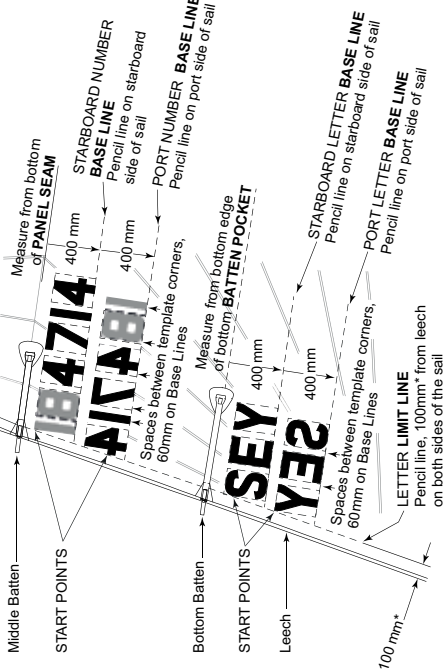 Middle Batten
START POINTS
184714
184714
Measure from bottom
of PANEL SEAM
400 mm
400 mm
STARBOARD NUMBER
BASE LINE
Pencil line on starboard
side of sail
PORT NUMBER BASE LINE
Pencil line on port side of sail
Spaces between template corners,
60mm on Base Lines
Bottom Batten
START POINTS
Leech
SEY
SEY
Measure from bottom edge
of bottom BATTEN POCKET
400 mm
400 mm
STARBOARD LETTER BASE LINE
Pencil line on starboard side of sail
PORT LETTER BASE LINE
Pencil line on port side of sail
Spaces between template corners,
60mm on Base Lines
LETTER LIMIT LINE
Pencil line, 100mm* from leech
on both sides of the sail
100 mm*